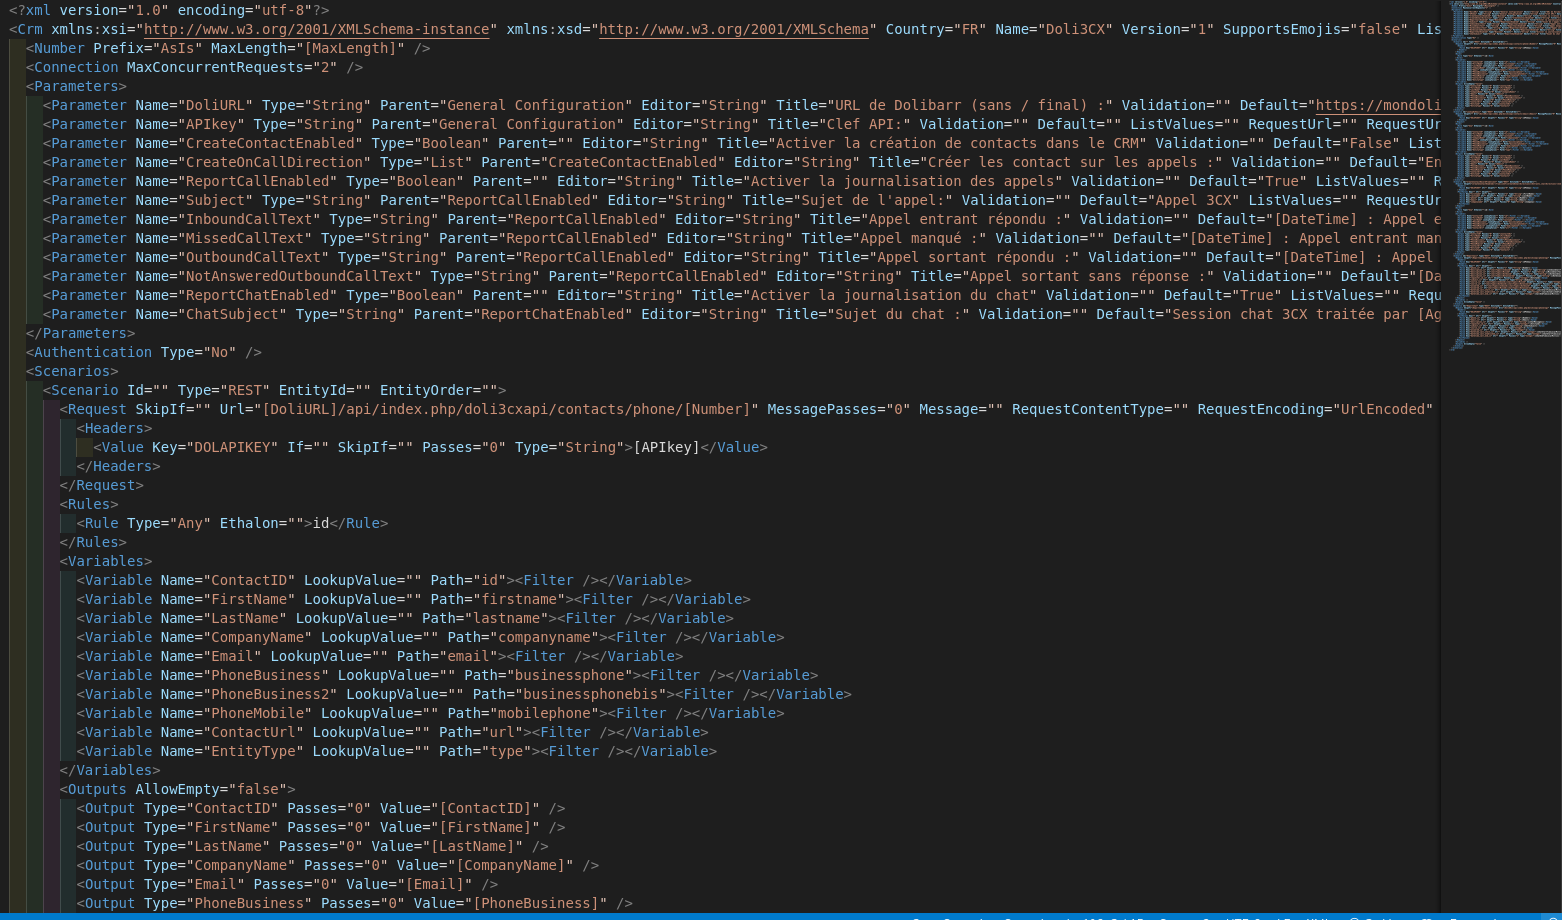 <?xml version="1.0" encoding="utf-8"?>
<Crm xmlns:xsi="http://www.w3.org/2001/XMLSchema-instance" xmlns:xsd="http://www.w3.org/2001/XMLSchema" Country="FR" Name="Doli3CX" Version="1" SupportsEmojis="false" Lis
<Number Prefix="AsIs" MaxLength="[MaxLength]" />
<Connection MaxConcurrentRequests="2" />
<Parameters>
<Parameter Name="DoliURL" Type="String" Parent="General Configuration" Editor="String" Title="URL de Dolibarr (sans / final) :" Validation="" Default="https://mondoli
<Parameter Name="APIkey" Type="String" Parent="General Configuration" Editor="String" Title="Clef API:" Validation="" Default="" ListValues="" RequestUrl="" RequestUr
<Parameter Name="CreateContactEnabled" Type="Boolean" Parent="" Editor="String" Title="Activer la création de contacts dans le CRM" Validation="" Default="False" List
<Parameter Name="CreateOnCallDirection" Type="List" Parent="CreateContactEnabled" Editor="String" Title="Créer les contact sur les appels :" Validation="" Default="En
<Parameter Name="ReportCallEnabled" Type="Boolean" Parent="" Editor="String" Title="Activer la journalisation des appels" Validation="" Default="True" ListValues="" R
<Parameter Name="Subject" Type="String" Parent="ReportCallEnabled" Editor="String" Title="Sujet de l'appel:" Validation="" Default="Appel 3CX" ListValues="" RequestUr
<Parameter Name="InboundCallText" Type="String" Parent="ReportCallEnabled" Editor="String" Title="Appel entrant répondu :" Validation="" Default="[DateTime] : Appel e
<Parameter Name="MissedCallText" Type="String" Parent="ReportCallEnabled" Editor="String" Title="Appel manqué :" Validation="" Default="[DateTime] : Appel entrant man
<Parameter Name="OutboundCallText" Type="String" Parent="ReportCallEnabled" Editor="String" Title="Appel sortant répondu :" Validation="" Default="[DateTime] : Appel
<Parameter Name="NotAnsweredOutboundCallText" Type="String" Parent="ReportCallEnabled" Editor="String" Title="Appel sortant sans réponse :" Validation="" Default="[Da
<Parameter Name="ReportChatEnabled" Type="Boolean" Parent="" Editor="String" Title="Activer la journalisation du chat" Validation="" Default="True" ListValues="" Requ
<Parameter Name="ChatSubject" Type="String" Parent="ReportChatEnabled" Editor="String" Title="Sujet du chat :" Validation="" Default="Session chat 3CX traitée par [Ag
</Parameters>
<Authentication Type="No" />
<Scenarios>
<Scenario Id="" Type="REST" EntityId="" EntityOrder="">
<Request SkipIf="" Url="[DoliURL]/api/index.php/doli3cxapi/contacts/phone/[Number]" MessagePasses="0" Message="" RequestContentType="" RequestEncoding="UrlEncoded"
<Headers>
<Value Key="DOLAPIKEY" If="" SkipIf="" Passes="0" Type="String">[APIkey]</Value>
</Headers>
</Request>
<Rules>
<Rule Type="Any" Ethalon="">id</Rule>
</Rules>
<Variables>
<Variable Name="ContactID" LookupValue="" Path="id"><Filter /></Variable>
<Variable Name="FirstName" LookupValue="" Path="firstname"><Filter /></Variable>
<Variable Name="LastName" LookupValue="" Path="lastname"><Filter /></Variable>
<Variable Name="CompanyName" LookupValue="" Path="companyname"><Filter /></Variable>
<Variable Name="Email" LookupValue="" Path="email"><Filter /></Variable>
<Variable Name="PhoneBusiness" LookupValue="" Path="businessphone"><Filter /></Variable>
<Variable Name="PhoneBusiness2" LookupValue="" Path="businessphonebis"><Filter /></Variable>
<Variable Name="PhoneMobile" LookupValue="" Path="mobilephone"><Filter /></Variable>
<Variable Name="ContactUrl" LookupValue="" Path="url"><Filter /></Variable>
<Variable Name="EntityType" LookupValue="" Path="type"><Filter /></Variable>
</Variables>
<Outputs AllowEmpty="false">
<Output Type="ContactID" Passes="0" Value="[ContactID]" />
<Output Type="FirstName" Passes="0" Value="[FirstName]" />
<Output Type="LastName" Passes="0" Value="[LastName]" />
<Output Type="CompanyName" Passes="0" Value="[CompanyName]" />
<Output Type="Email" Passes="0" Value="[Email]" />
<Output Type="PhoneBusiness" Passes="0" Value="[PhoneBusiness]" />